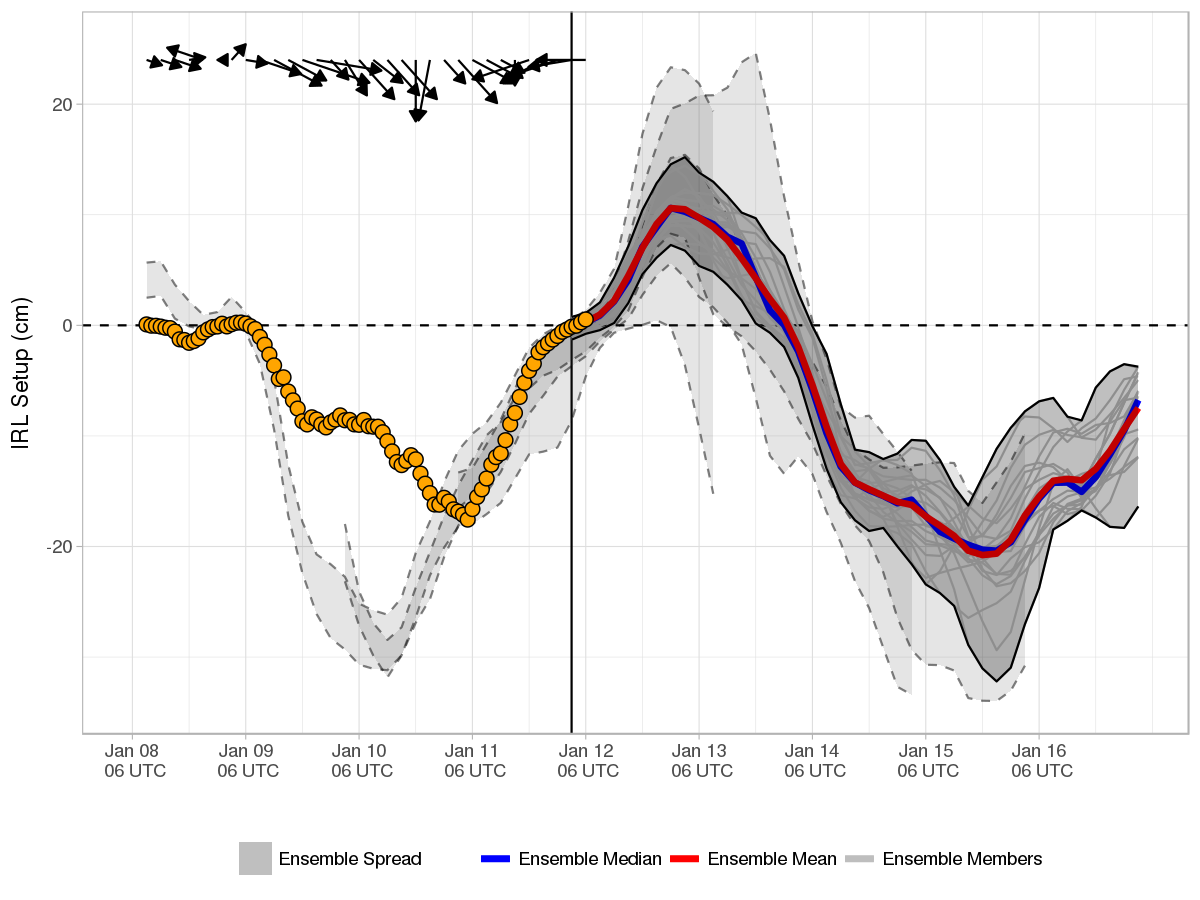 IRL Setup (cm)
20
0
-20
Jan 08 Jan 09 Jan 10 Jan 11 Jan 12 Jan 13 Jan 14 Jan 15 Jan 16
06 UTC 06 UTC 06 UTC 06 UTC 06 UTC 06 UTC 06 UTC 06 UTC 06 UTC
Ensemble Spread Ensemble Median Ensemble Mean Ensemble Members